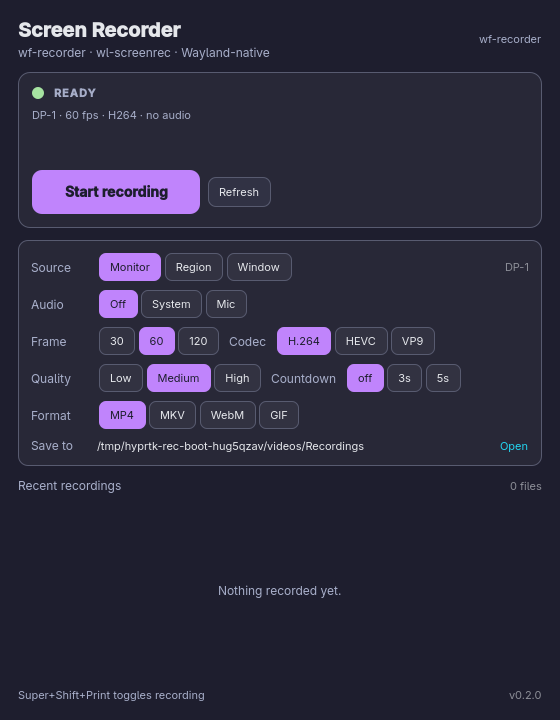 Screen Recorder
wf-recorder · wl-screenrec · Wayland-native
wf-recorder
READY
DP-1 · 60 fps · H264 · no audio
Start recording Refresh
Source Monitor Region Window DP-1
Audio Off System Mic
Frame 30 60 120 Codec H.264 HEVC VP9
Quality Low Medium High Countdown off 3s 5s
Format MP4 MKV WebM GIF
Save to /tmp/hyprtk-rec-boot-hug5qzav/videos/Recordings Open
Recent recordings 0 files
Nothing recorded yet.
Super+Shift+Print toggles recording v0.2.0